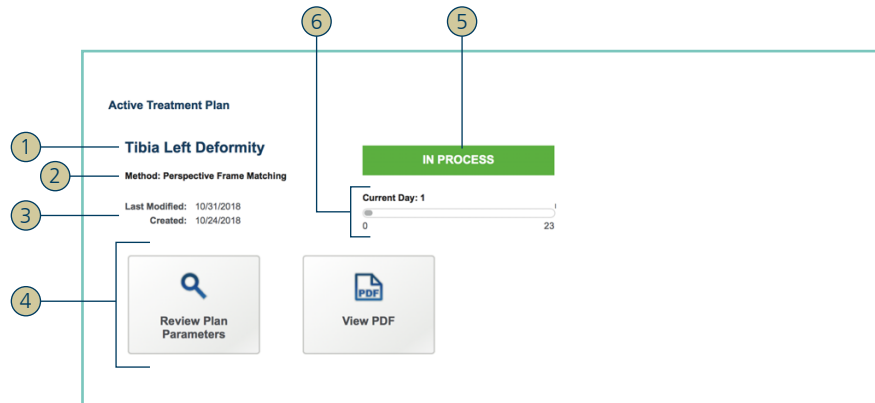 6
5
Active Treatment Plan
1
Tibia Left Deformity
IN PROCESS
2
Method: Perspective Frame Matching
Current Day: 1
3
Last Modified: 10/31/2018
Created: 10/24/2018
0
23
4
PDF
Review Plan
Parameters
View PDF